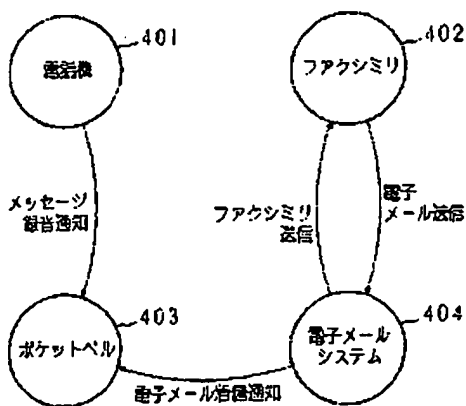 401
電話機
402
ファクシミリ
メッセージ
録音通知
ファクシミリ
送信
電子
メール送信
403
ポケットベル
404
電子メール
システム
電子メール着信通知